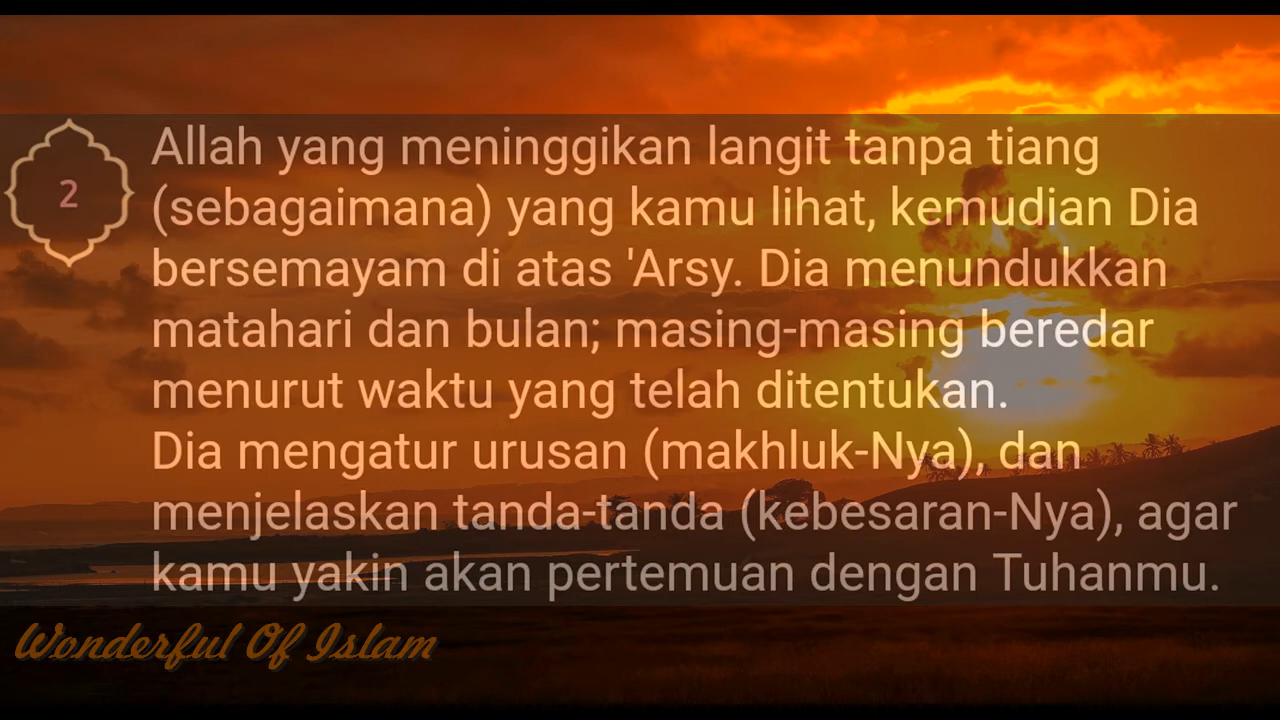 2
Allah yang meninggikan langit tanpa tiang
(sebagaimana) yang kamu lihat, kemudian Dia
bersemayam di atas 'Arsy. Dia menundukkan
matahari dan bulan; masing-masing beredar
menurut waktu yang telah ditentukan.
Dia mengatur urusan (makhluk-Nya), dan
menjelaskan tanda-tanda (kebesaran-Nya), agar
kamu yakin akan pertemuan dengan Tuhanmu.
Wonderful Of Islam